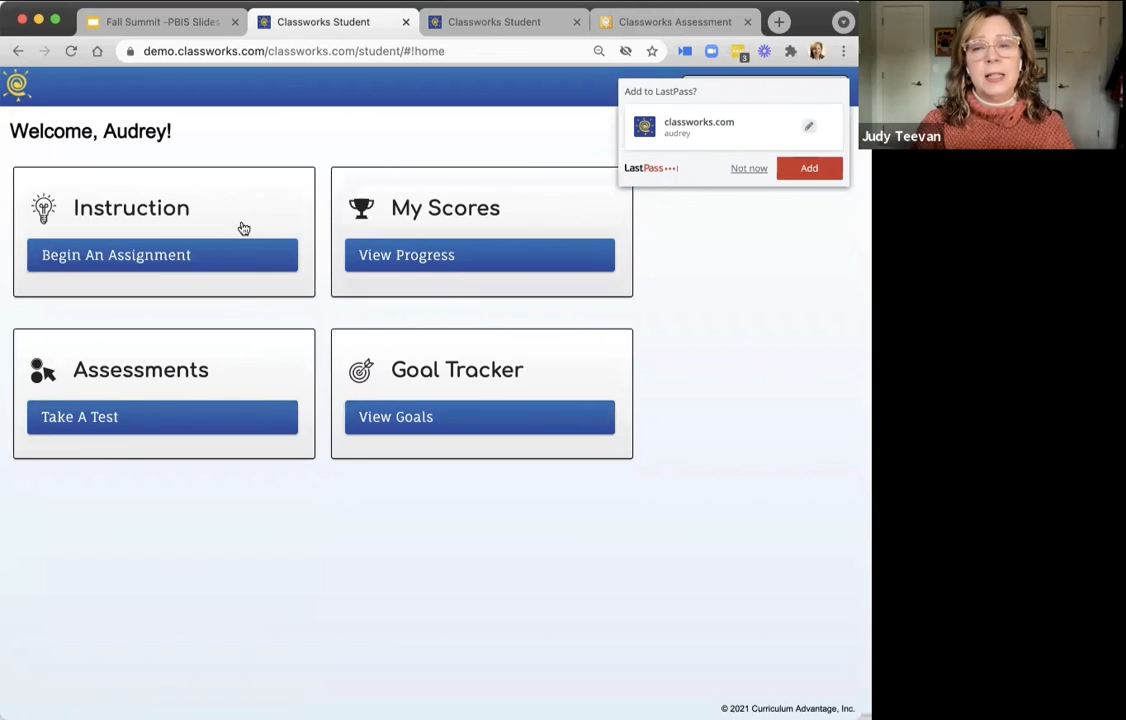 Fall Summit -PBIS Slides
Classworks Student
Classworks Student
Classworks Assessment
demo.classworks.com/classworks.com/student/#!home
3
Add to LastPass?
classworks.com
audrey
LastPass
Not now
Add
Judy Teevan
Welcome, Audrey!
Instruction
Begin An Assignment
My Scores
View Progress
Assessments
Take A Test
Goal Tracker
View Goals
© 2021 Curriculum Advantage, Inc.